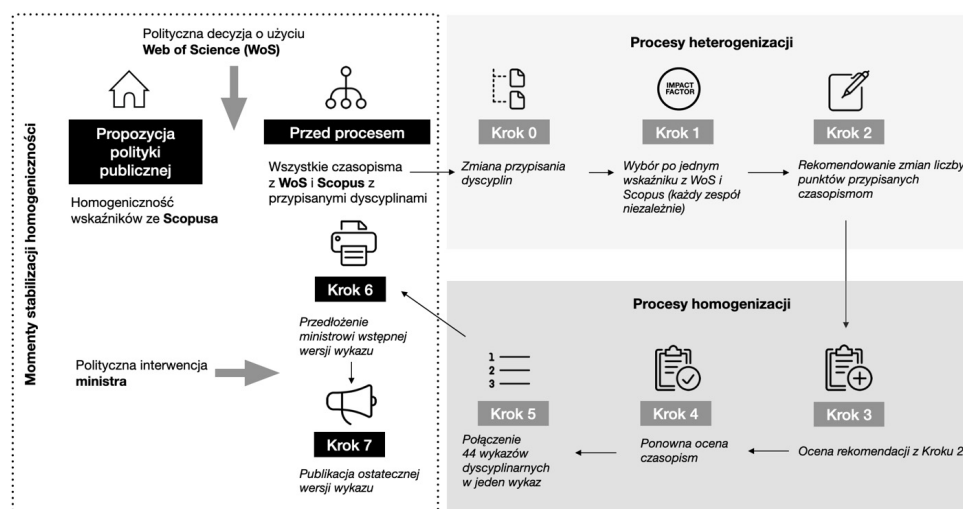 Momenty stabilizacji homogeniczności
Polityczna decyzja o użyciu
Web of Science (WoS)
Propozycja
polityki
publicznej
Homogeniczność
wskaźników ze Scopusa
Przed procesem
Wszystkie czasopisma
z WoS i Scopus z
przypisanymi dyscyplinami
Procesy heterogenizacji
Krok 0
Zmiana przypisania
dyscyplin
IMPACT
FACTOR
Krok 1
Wybór po jednym
wskaźniku z WoS i
Scopus (każdy zespół
niezależnie)
Krok 2
Rekomendowanie zmian liczby
punktów przypisanych
czasopismom
Procesy homogenizacji
Krok 3
Ocena rekomendacji z Kroku 2
Krok 4
Ponowna ocena
czasopism
1
2
3
Krok 5
Połączenie
44 wykazów
dyscyplinarnych
w jeden wykaz
Krok 6
Przedłożenie
ministrowi wstępnej
wersji wykazu
Polityczna interwencja
ministra
Krok 7
Publikacja ostatecznej
wersji wykazu